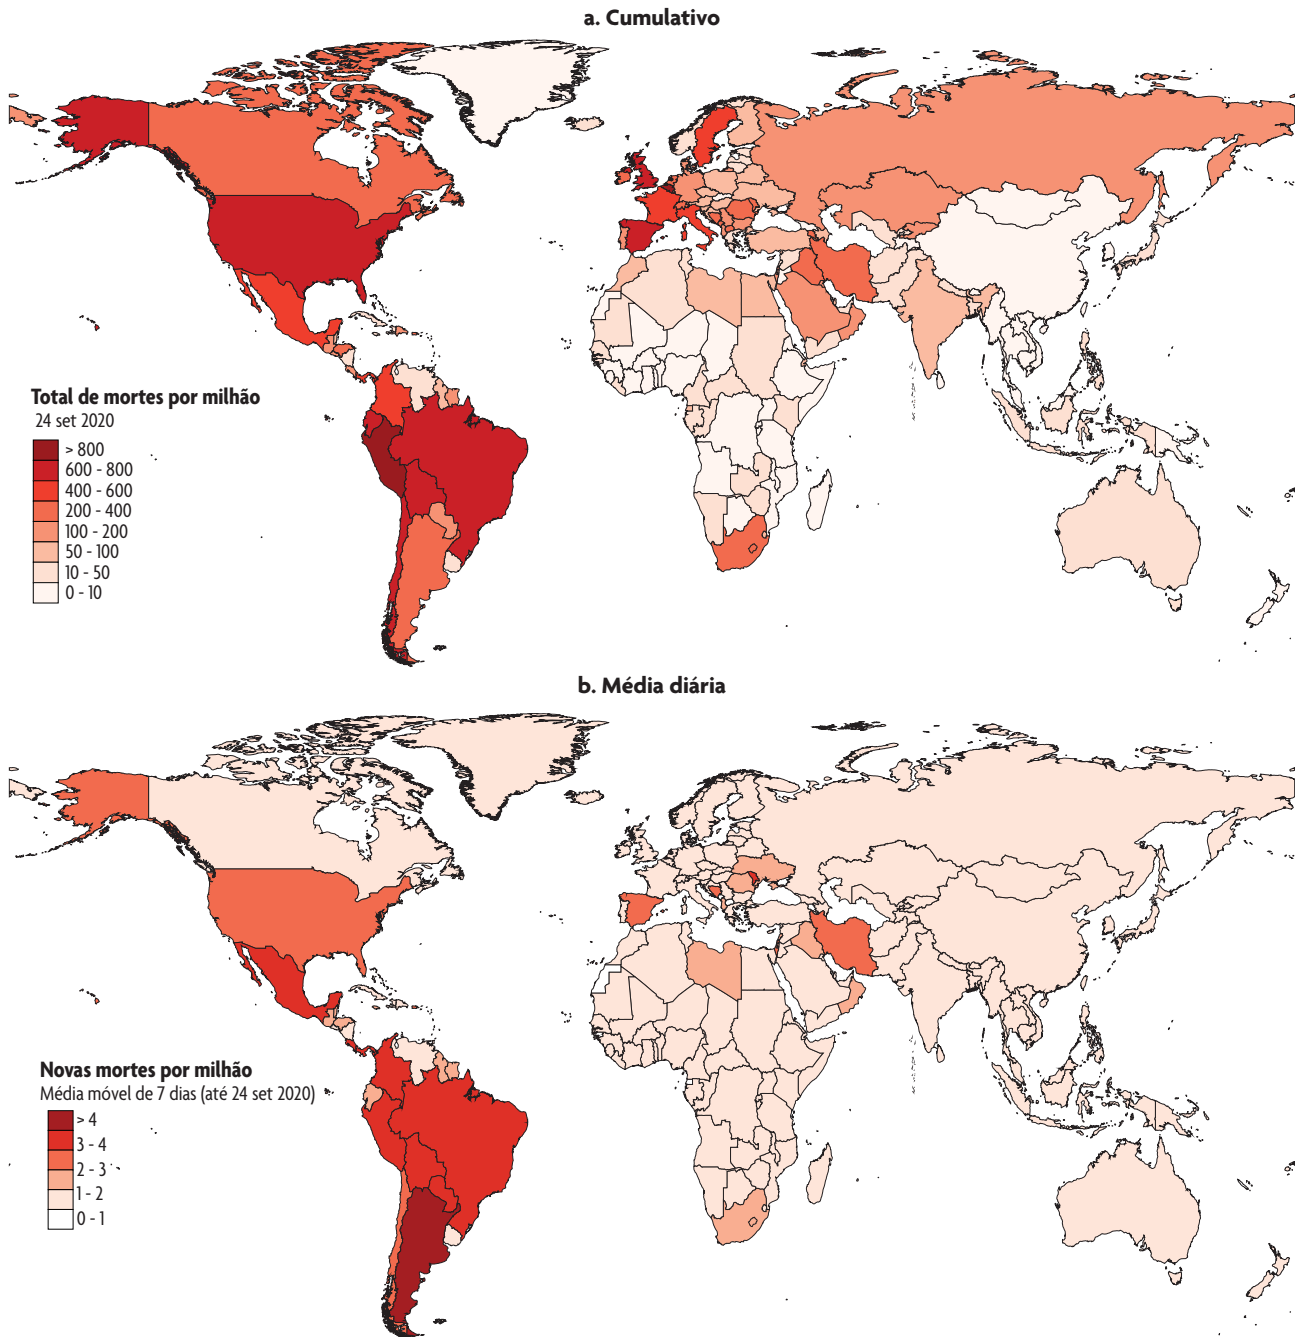 a. Cumulativo
Total de mortes por milhão
24 set 2020
> 800
600 - 800
400 - 600
200 - 400
100 - 200
50 - 100
10 - 50
0 - 10
b. Média diária
Novas mortes por milhão
Média móvel de 7 dias (até 24 set 2020)
> 4
3 - 4
2 - 3
1 - 2
0 - 1